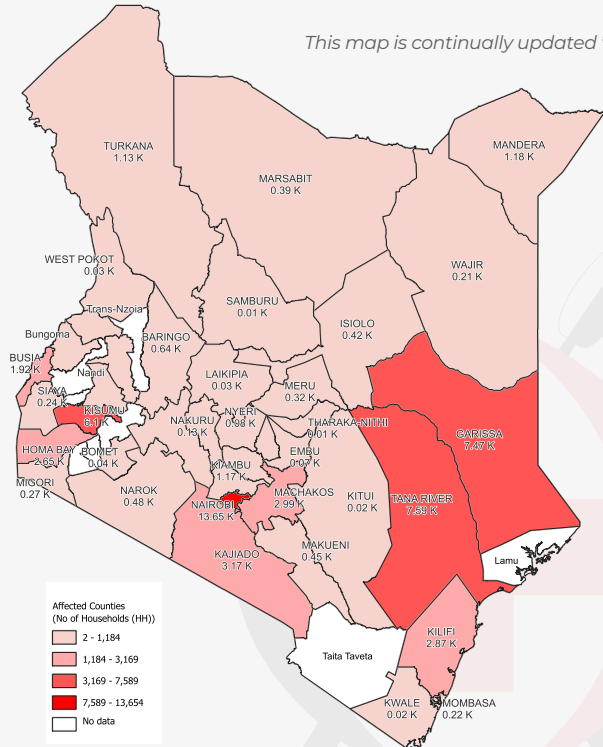 This map is continually updated
TURKANA
1.13 K
MANDERA
1.18 K
MARSABIT
0.39 K
WEST POKOT
0.03 K
WAJIR
0.21 K
SAMBURU
0.01 K
Trans-Nzoia
ISIOLO
0.42 K
Bungoma
BARINGO
0.64 K
BUSIA
1.92 K
Nandi
LAIKIPIA
0.03 K
MERU
0.32 K
SIAYA
0.24 K
KISUMU
6.1 K
NAKURU
0.13 K
NYERI
0.98 K
THARAKA-NITHI
0.01 K
GARISSA
7.47 K
HOMA BAY
2.65 K
BOMET
0.04 K
EMBU
0.07 K
KIAMBU
1.17 K
MIGORI
0.27 K
NAROK
0.48 K
NAIROBI
13.65 K
MACHAKOS
2.99 K
KITUI
0.02 K
TANA RIVER
7.59 K
KAJIADO
3.17 K
MAKUENI
0.45 K
Lamu
Taita Taveta
KILIFI
2.87 K
KWALE
0.02 K
MOMBASA
0.22 K
Affected Counties
(No of Households (HH))
2 - 1,184
1,184 - 3,169
3,169 - 7,589
7,589 - 13,654
No data